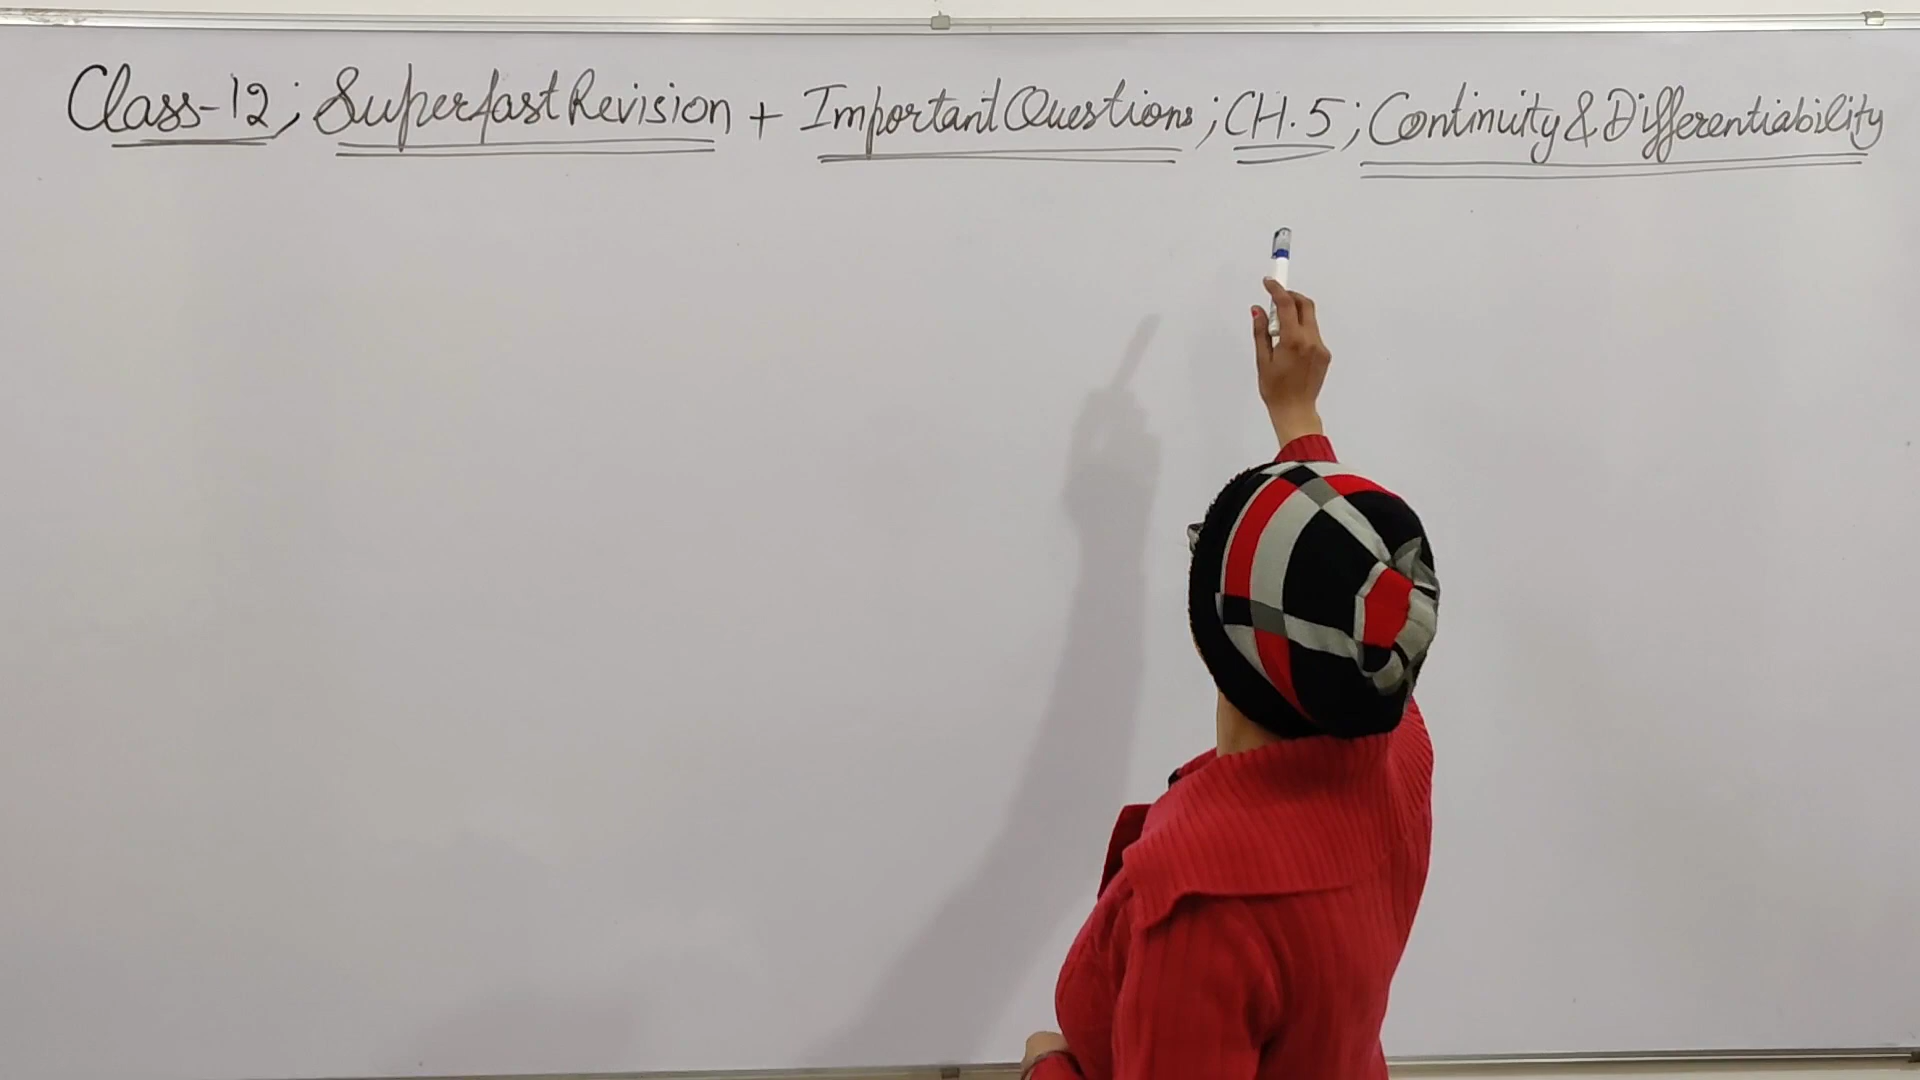 Class-12; Superfast Revision + Important Questions; CH.5; Continuity & Differentiability